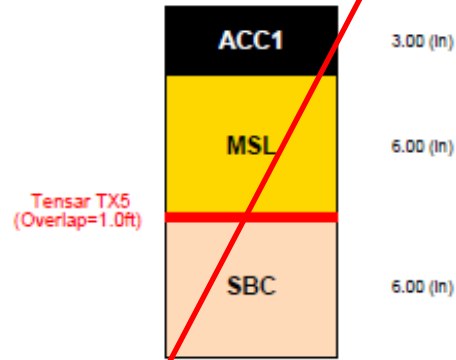 ACC1 3.00 (in)
MSL 6.00 (in)
Tensar TX5
(Overlap=1.0ft)
SBC 6.00 (in)